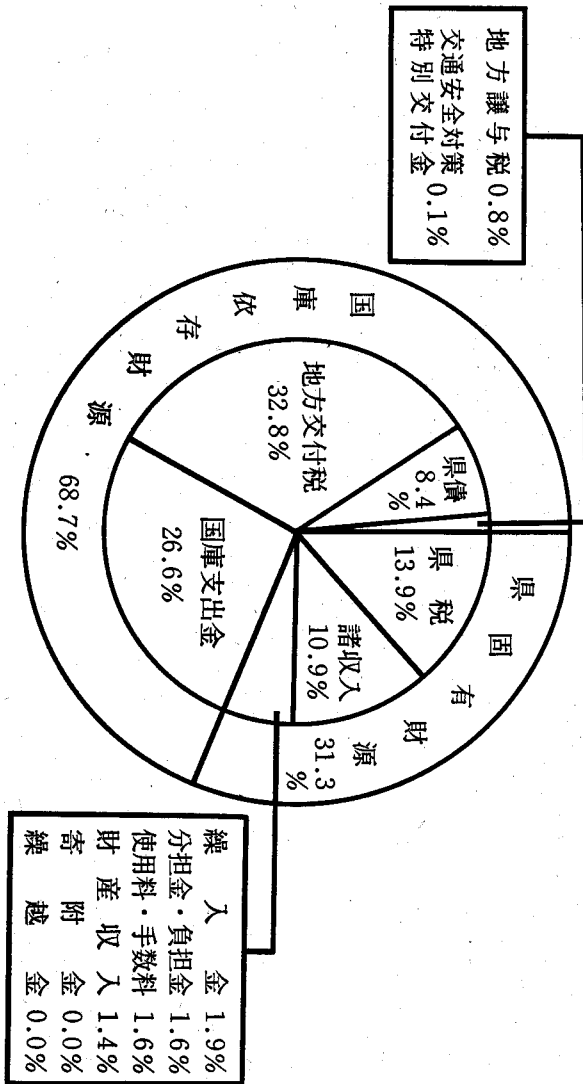 地方譲与税 0.8%
交通安全対策
特別交付金 0.1%
国庫依存財源
68.7%
県固有財源
31.3
%
地方交付税
32.8%
県債
8.4
%
県税
13.9%
諸収入
10.9%
国庫支出金
26.6%
繰入金 1.9%
分担金・負担金 1.6%
使用料・手数料 1.6%
財産収入 1.4%
寄附金 0.0%
繰越金 0.0%